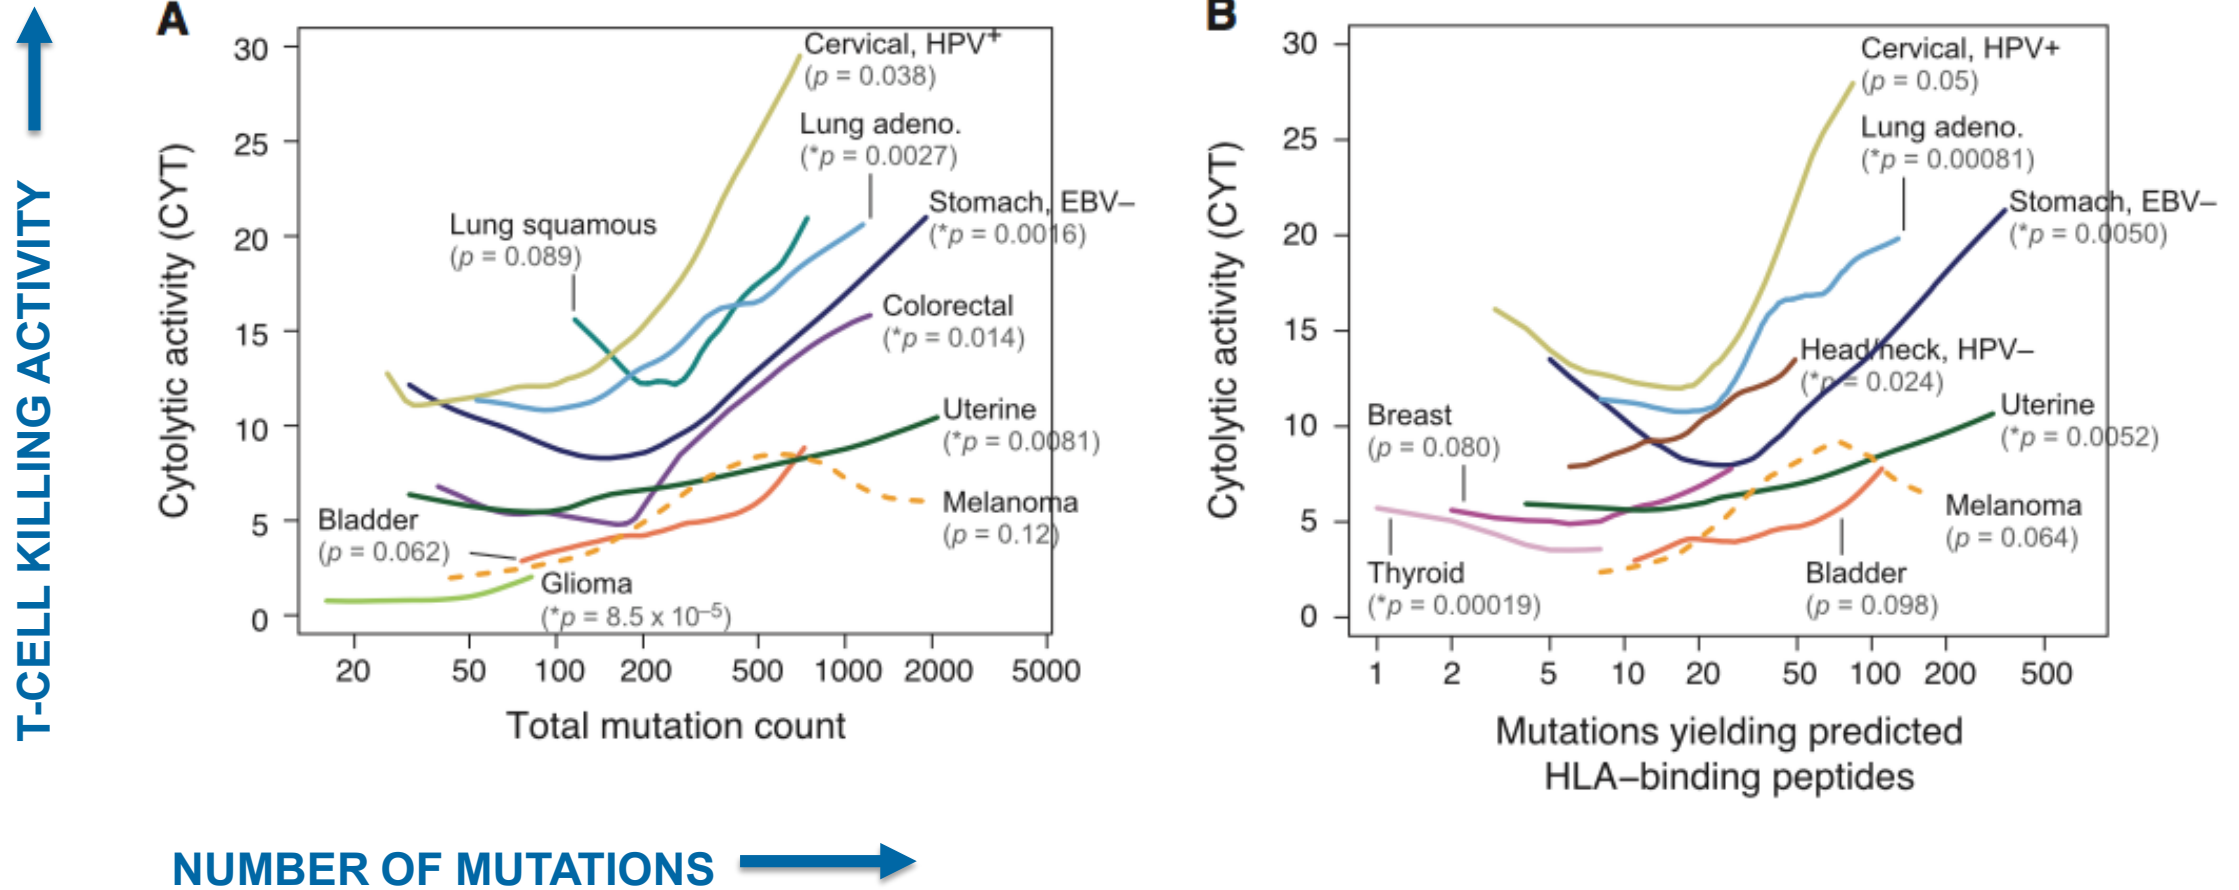 T-CELL KILLING ACTIVITY
A
Cytolytic activity (CYT)
30
25
20
15
10
5
0
Cervical, HPV+
(p = 0.038)
Lung adeno.
(*p = 0.0027)
Stomach, EBV–
(*p = 0.0016)
Lung squamous
(p = 0.089)
Colorectal
(*p = 0.014)
Uterine
(*p = 0.0081)
Bladder
(p = 0.062)
Melanoma
(p = 0.12)
Glioma
(*p = 8.5 x 10–5)
20 50 100 200 500 1000 2000 5000
Total mutation count
B
Cytolytic activity (CYT)
30
25
20
15
10
5
0
Cervical, HPV+
(p = 0.05)
Lung adeno.
(*p = 0.00081)
Stomach, EBV–
(*p = 0.0050)
Head/neck, HPV–
(*p = 0.024)
Breast
(p = 0.080)
Uterine
(*p = 0.0052)
Melanoma
(p = 0.064)
Thyroid
(*p = 0.00019)
Bladder
(p = 0.098)
1 2 5 10 20 50 100 200 500
Mutations yielding predicted
HLA–binding peptides
NUMBER OF MUTATIONS